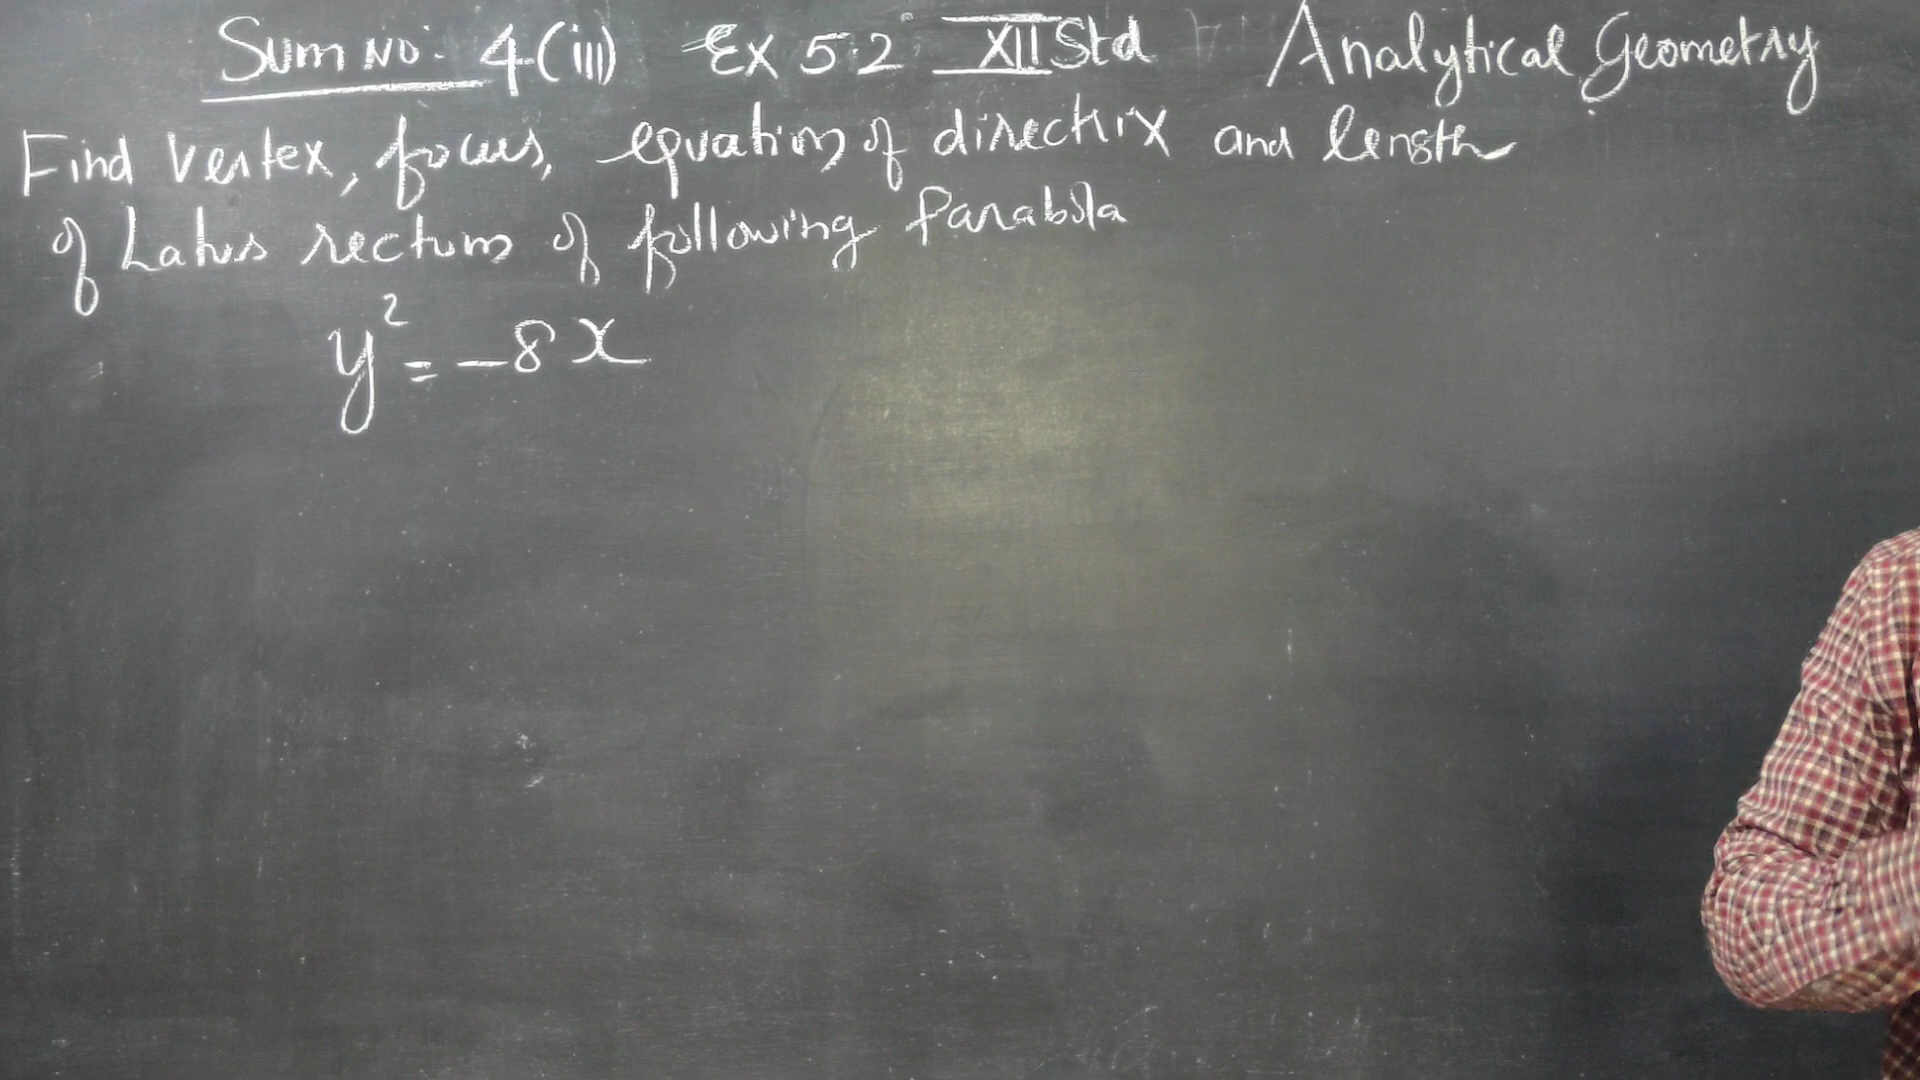 Sum No: 4(iii) Ex 5.2 XII Std Analytical Geometry
Find Vertex, focus, equation of directrix and length
of Latus rectum of following Parabola
y² = -8x